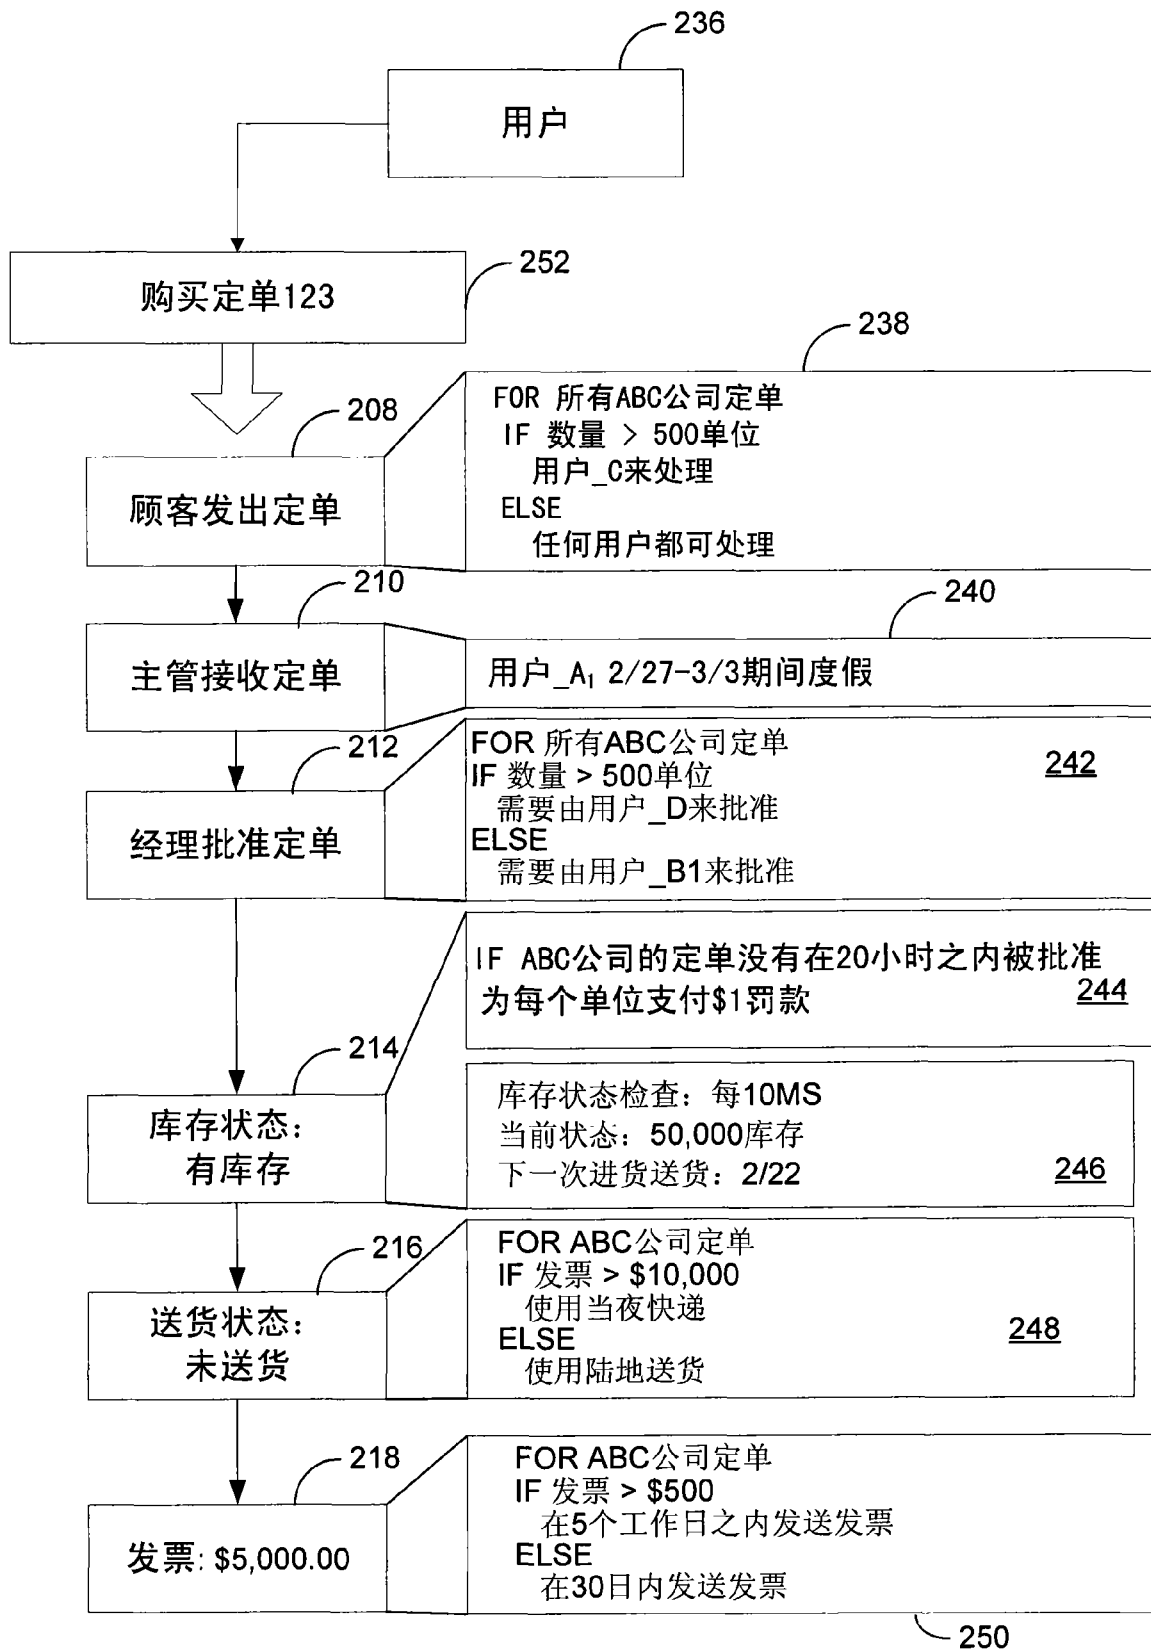 236
用户
252
购买定单123
238
FOR 所有ABC公司定单
IF 数量 > 500单位
用户_C来处理
ELSE
任何用户都可处理
208
顾客发出定单
210
主管接收定单
240
用户_A₁ 2/27-3/3期间度假
212
经理批准定单
FOR 所有ABC公司定单
242
IF 数量 > 500单位
需要由用户_D来批准
ELSE
需要由用户_B1来批准
IF ABC公司的定单没有在20小时之内被批准
为每个单位支付$1罚款
244
214
库存状态:
有库存
库存状态检查: 每10MS
当前状态: 50,000库存
下一次进货送货: 2/22
246
216
送货状态:
未送货
FOR ABC公司定单
IF 发票 > $10,000
使用当夜快递
ELSE
使用陆地送货
248
218
发票: $5,000.00
FOR ABC公司定单
IF 发票 > $500
在5个工作日之内发送发票
ELSE
在30日内发送发票
250